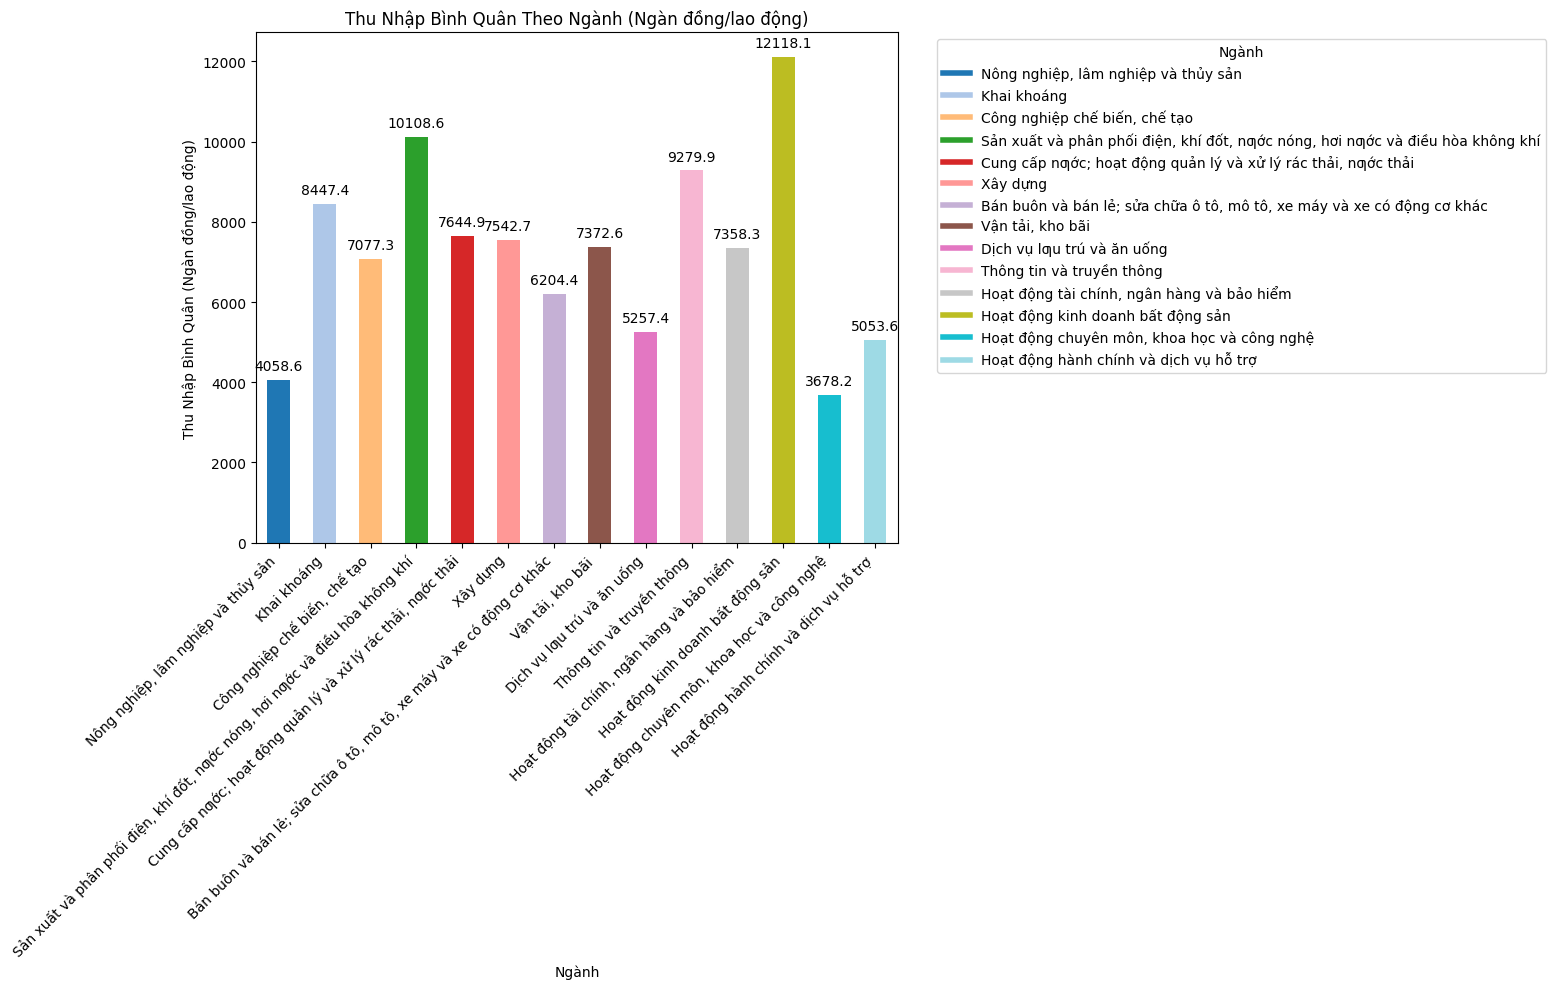 Thu Nhập Bình Quân Theo Ngành (Ngàn đồng/lao động)
Thu Nhập Bình Quân (Ngàn đồng/lao động)
12000
10000
8000
6000
4000
2000
0
4058.6
8447.4
7077.3
10108.6
7644.9
7542.7
6204.4
7372.6
5257.4
9279.9
7358.3
12118.1
3678.2
5053.6
Nông nghiệp, lâm nghiệp và thủy sản
Khai khoáng
Công nghiệp chế biến, chế tạo
Sản xuất và phân phối điện, khí đốt, nƣớc nóng, hơi nƣớc và điều hòa không khí
Cung cấp nƣớc; hoạt động quản lý và xử lý rác thải, nƣớc thải
Xây dựng
Bán buôn và bán lẻ; sửa chữa ô tô, mô tô, xe máy và xe có động cơ khác
Vận tải, kho bãi
Dịch vụ lƣu trú và ăn uống
Thông tin và truyền thông
Hoạt động tài chính, ngân hàng và bảo hiểm
Hoạt động kinh doanh bất động sản
Hoạt động chuyên môn, khoa học và công nghệ
Hoạt động hành chính và dịch vụ hỗ trợ
Ngành
Ngành
Nông nghiệp, lâm nghiệp và thủy sản
Khai khoáng
Công nghiệp chế biến, chế tạo
Sản xuất và phân phối điện, khí đốt, nƣớc nóng, hơi nƣớc và điều hòa không khí
Cung cấp nƣớc; hoạt động quản lý và xử lý rác thải, nƣớc thải
Xây dựng
Bán buôn và bán lẻ; sửa chữa ô tô, mô tô, xe máy và xe có động cơ khác
Vận tải, kho bãi
Dịch vụ lƣu trú và ăn uống
Thông tin và truyền thông
Hoạt động tài chính, ngân hàng và bảo hiểm
Hoạt động kinh doanh bất động sản
Hoạt động chuyên môn, khoa học và công nghệ
Hoạt động hành chính và dịch vụ hỗ trợ